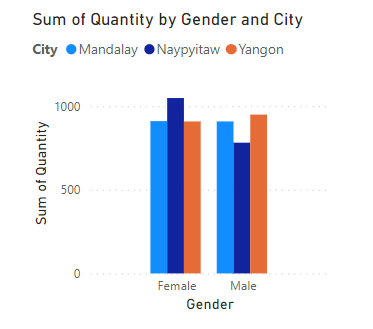 Sum of Quantity by Gender and City
City Mandalay Naypyitaw Yangon
1000
500
0
Sum of Quantity
Female Male
Gender